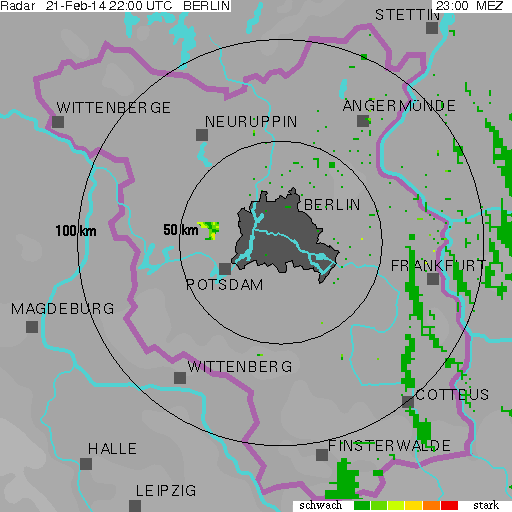 Radar 21-Feb-14 22:00 UTC BERLIN 23:00 MEZ
STETTIN
WITTENBERGE
ANGERMÜNDE
NEURUPPIN
BERLIN
100 km
50 km
FRANKFURT
POTSDAM
MAGDEBURG
WITTENBERG
COTTBUS
HALLE
FINSTERWALDE
LEIPZIG
schwach stark